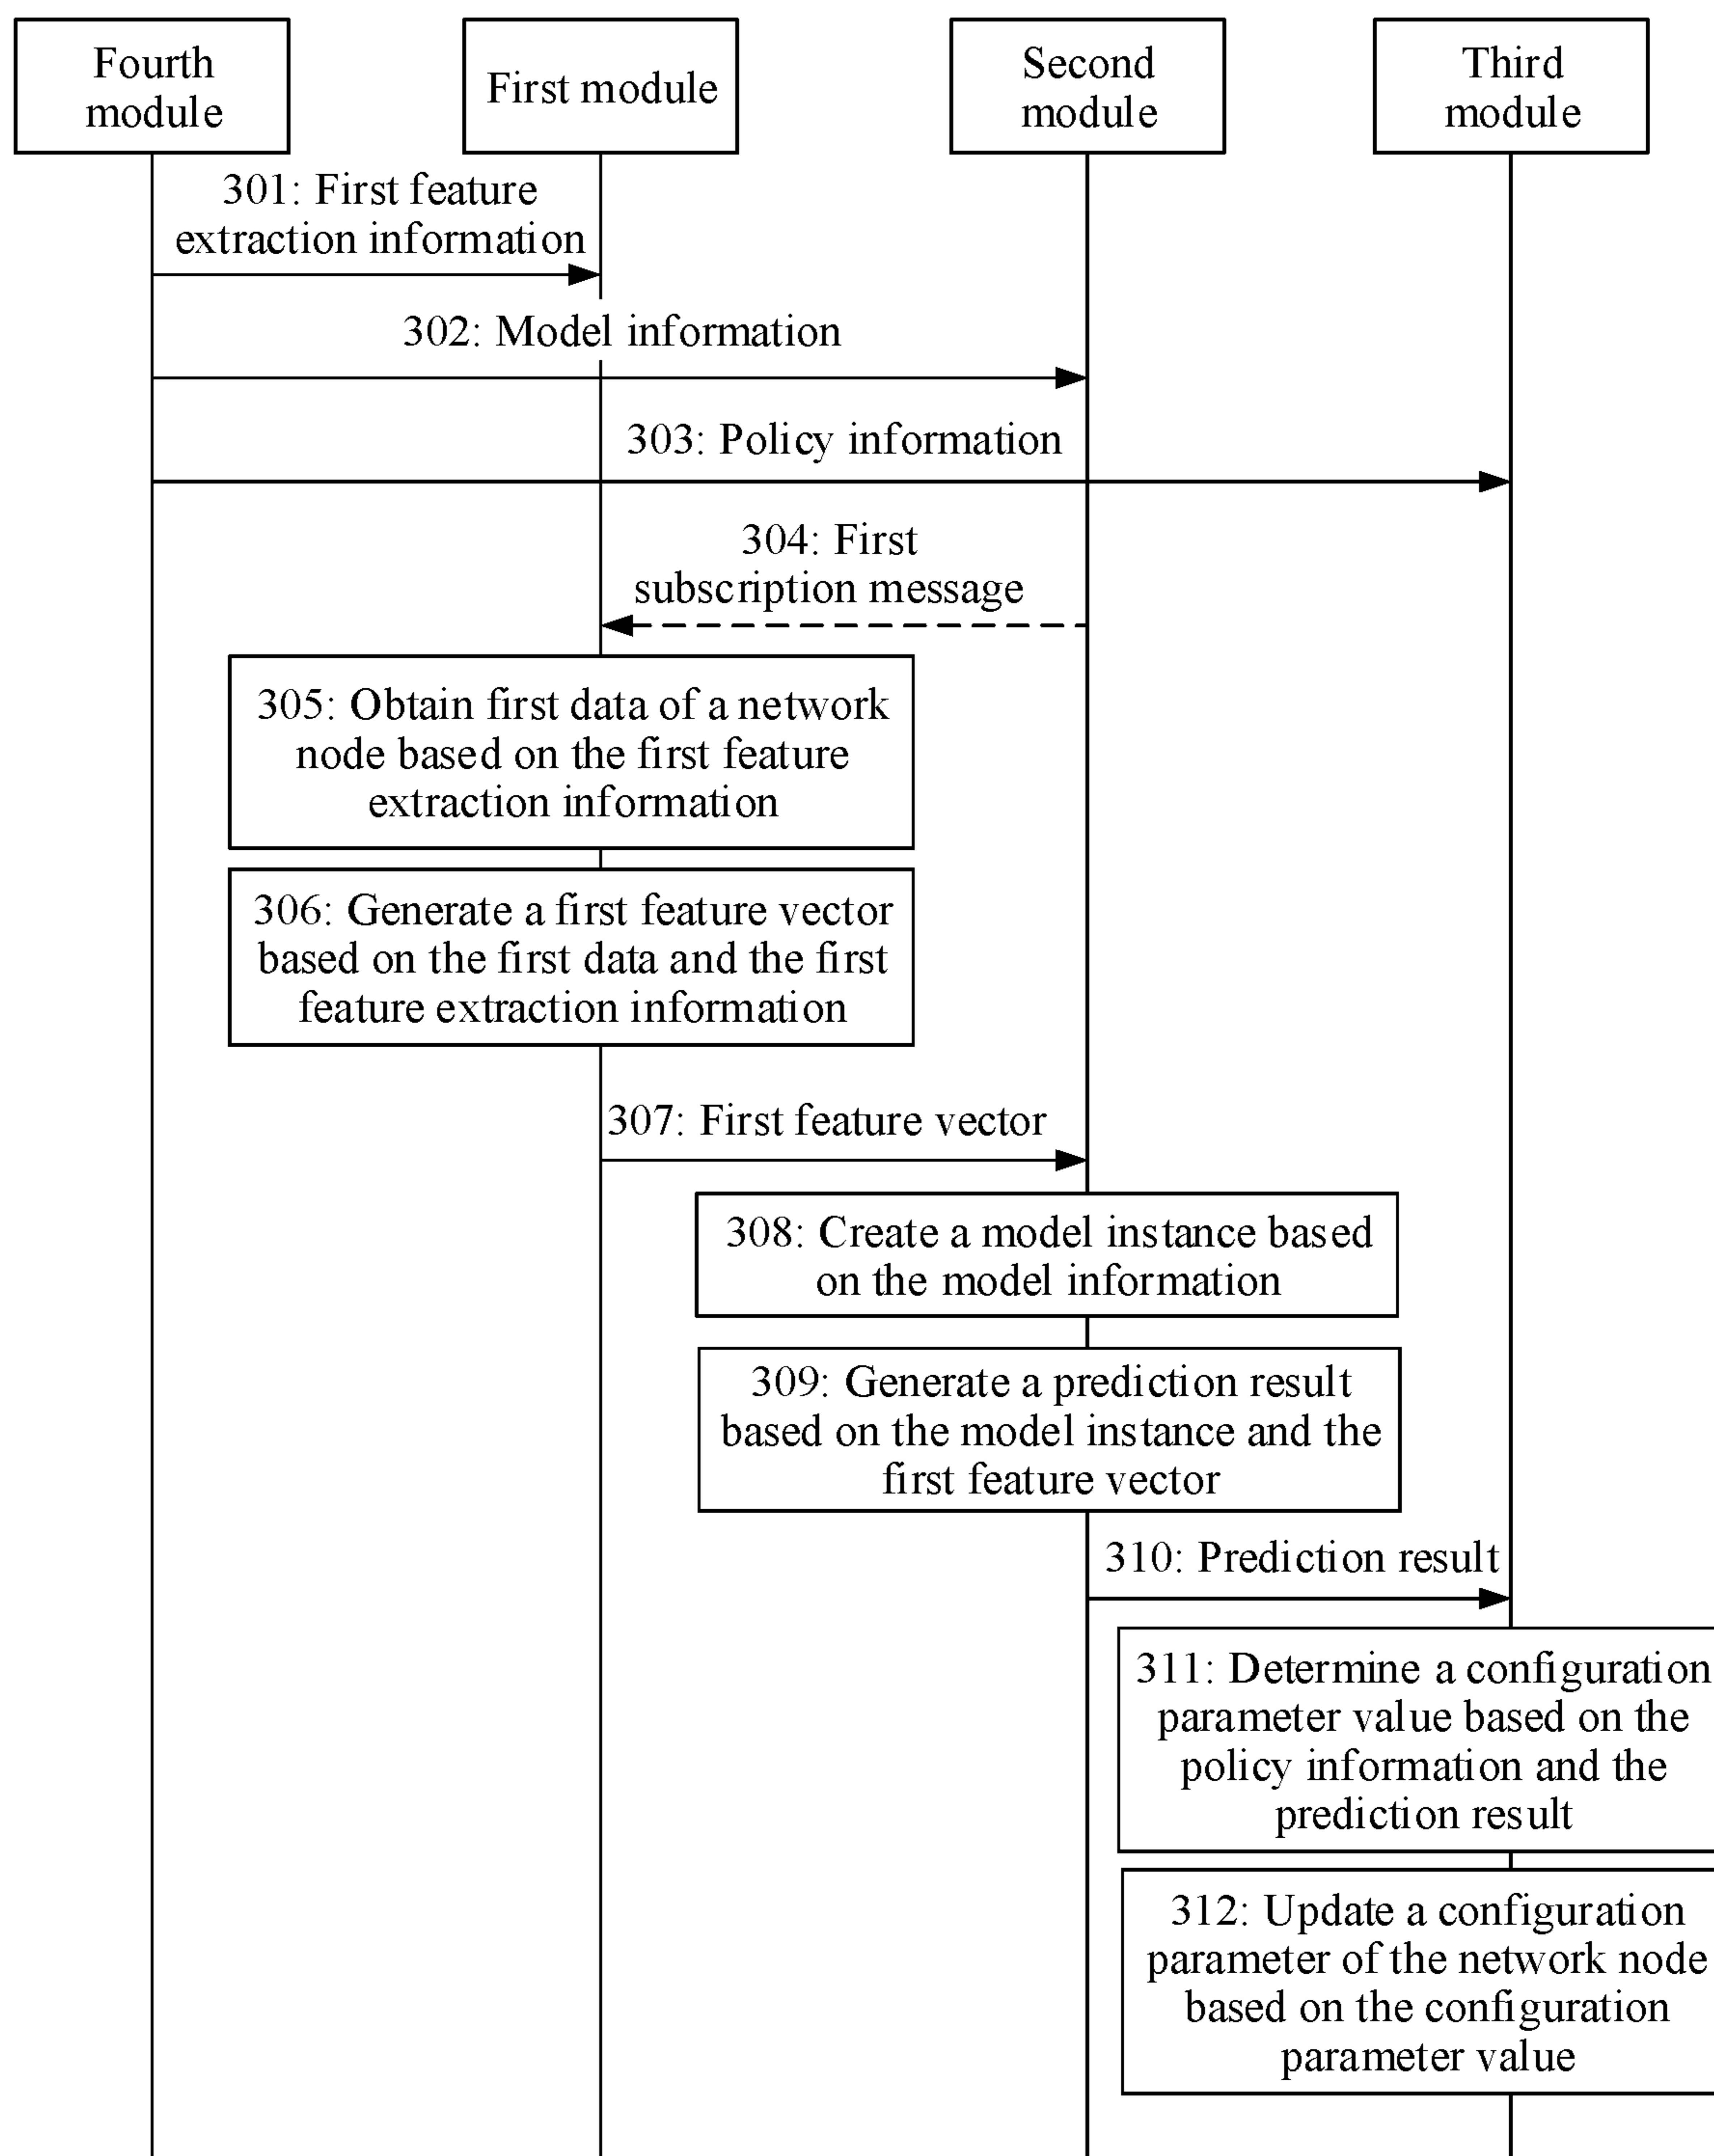 Fourth
module
First module
Second
module
Third
module
301: First feature
extraction information
302: Model information
303: Policy information
304: First
subscription message
305: Obtain first data of a network
node based on the first feature
extraction information
306: Generate a first feature vector
based on the first data and the first
feature extraction information
307: First feature vector
308: Create a model instance based
on the model information
309: Generate a prediction result
based on the model instance and the
first feature vector
310: Prediction result
311: Determine a configuration
parameter value based on the
policy information and the
prediction result
312: Update a configuration
parameter of the network node
based on the configuration
parameter value